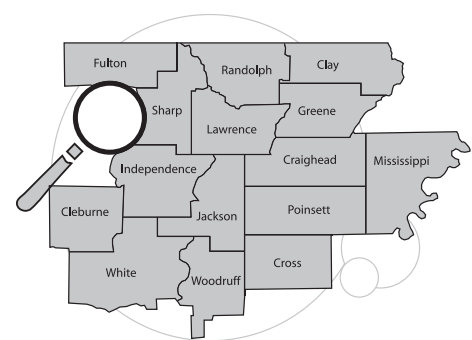 Fulton
Randolph
Clay
Sharp
Lawrence
Greene
Independence
Craighead
Mississippi
Cleburne
Jackson
Poinsett
White
Woodruff
Cross